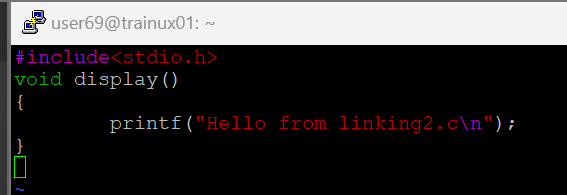 user69@trainux01: ~
#include<stdio.h>
void display()
{
        printf("Hello from linking2.c\n");
}
~